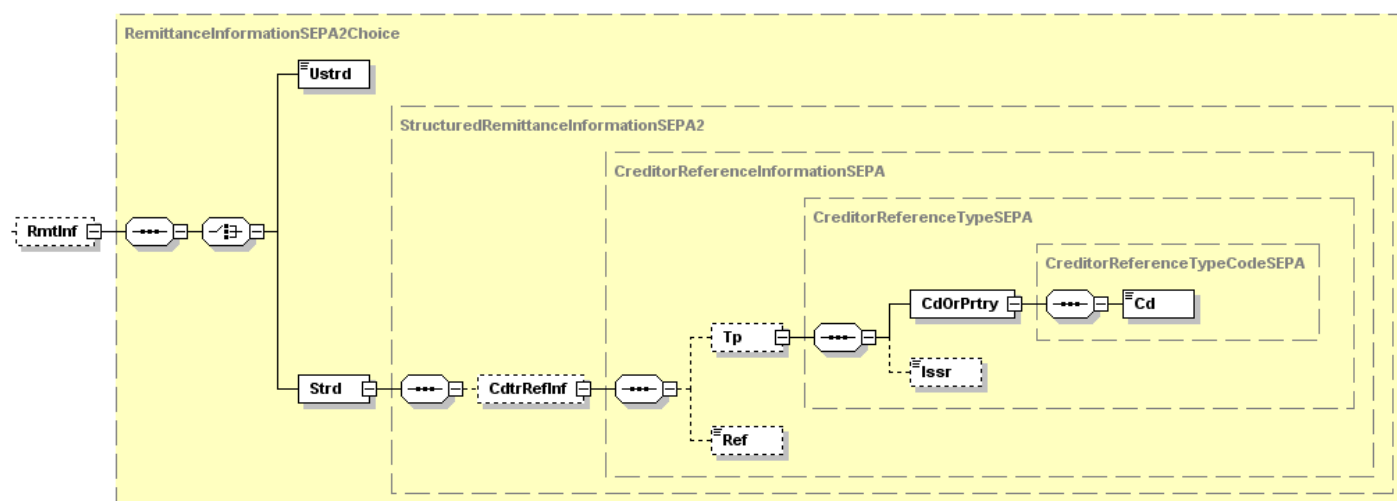 RemittanceInformationSEPA2Choice
Ustrd
StructuredRemittanceInformationSEPA2
CreditorReferenceInformationSEPA
CreditorReferenceTypeSEPA
RmtInf
CreditorReferenceTypeCodeSEPA
CdOrPrtry
Cd
Tp
Issr
Strd
CdtrRefInf
Ref